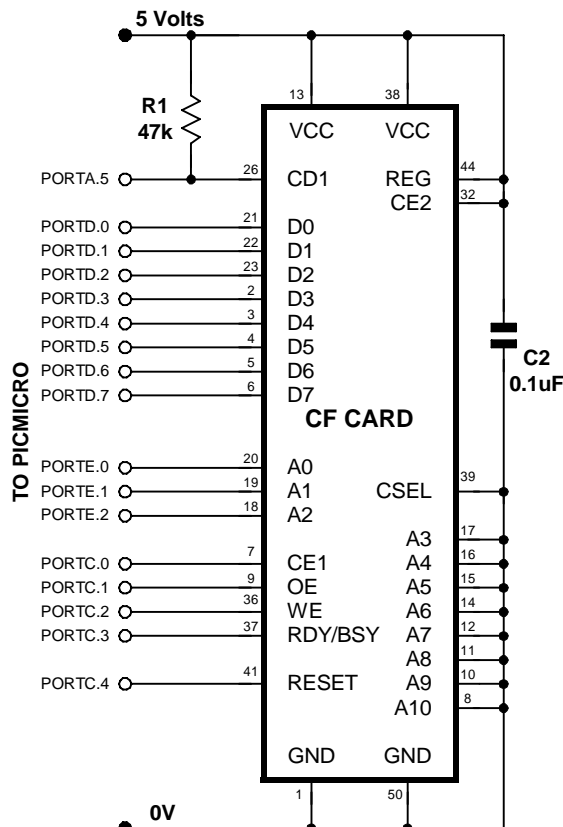 5 Volts
R1
47k
13
38
VCC
VCC
PORTA.5
26
CD1
REG
44
CE2
32
PORTD.0
21
D0
PORTD.1
22
D1
PORTD.2
23
D2
PORTD.3
2
D3
PORTD.4
3
D4
PORTD.5
4
D5
PORTD.6
5
D6
PORTD.7
6
D7
C2
0.1uF
CF CARD
TO PICMICRO
PORTE.0
20
A0
PORTE.1
19
A1
PORTE.2
18
A2
CSEL
39
A3
17
PORTC.0
7
CE1
A4
16
PORTC.1
9
OE
A5
15
PORTC.2
36
WE
A6
14
PORTC.3
37
RDY/BSY
A7
12
A8
11
PORTC.4
41
RESET
A9
10
A10
8
GND
GND
1
50
0V